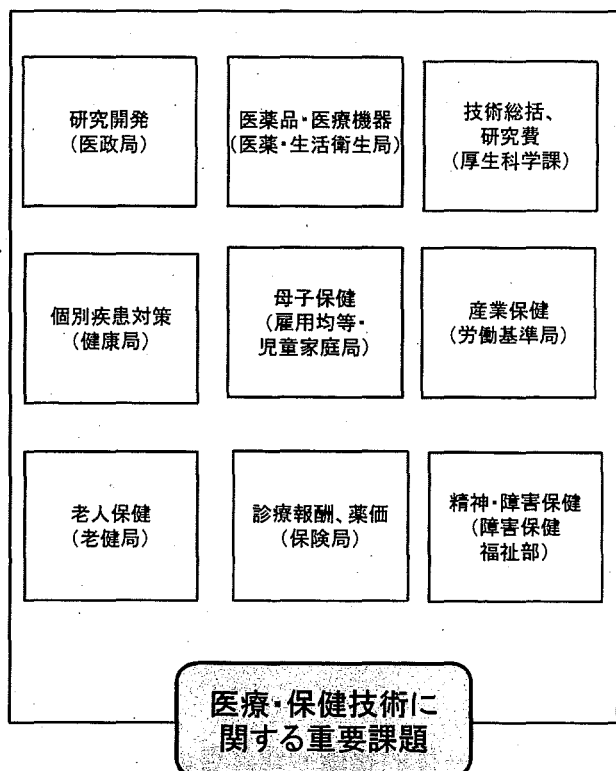 研究開発
（医政局）
医薬品・医療機器
（医薬・生活衛生局）
技術総括、
研究費
（厚生科学課）
個別疾患対策
（健康局）
母子保健
（雇用均等・
児童家庭局）
産業保健
（労働基準局）
老人保健
（老健局）
診療報酬、薬価
（保険局）
精神・障害保健
（障害保健
福祉部）
医療・保健技術に
関する重要課題